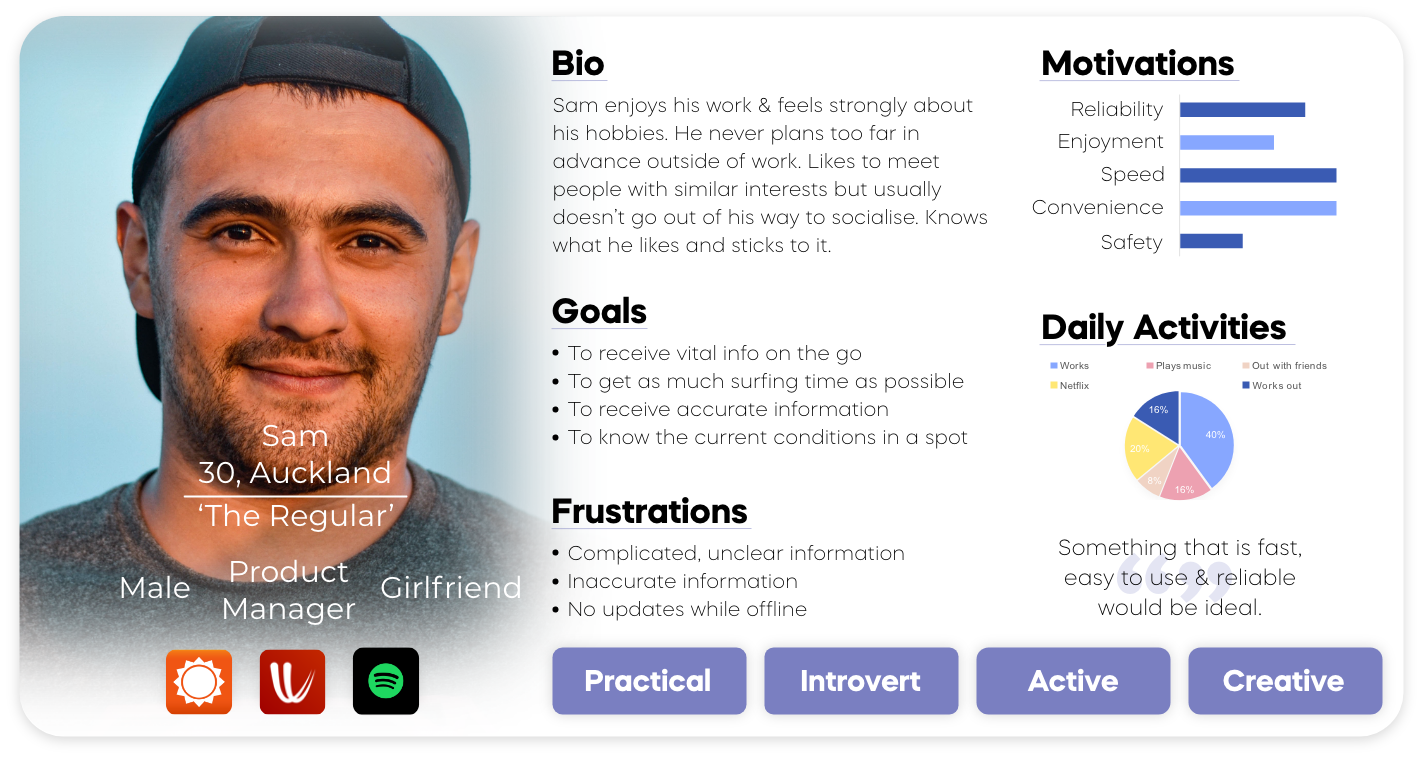 Sam
30, Auckland
‘The Regular’
Male
Product
Manager
Girlfriend
Bio
Sam enjoys his work & feels strongly about
his hobbies. He never plans too far in
advance outside of work. Likes to meet
people with similar interests but usually
doesn’t go out of his way to socialise. Knows
what he likes and sticks to it.
Goals
• To receive vital info on the go
• To get as much surfing time as possible
• To receive accurate information
• To know the current conditions in a spot
Frustrations
• Complicated, unclear information
• Inaccurate information
• No updates while offline
Motivations
Reliability
Enjoyment
Speed
Convenience
Safety
Daily Activities
Works
Plays music
Out with friends
Netflix
Works out
16%
40%
20%
8%
16%
Something that is fast,
easy to use & reliable
would be ideal.
Practical
Introvert
Active
Creative